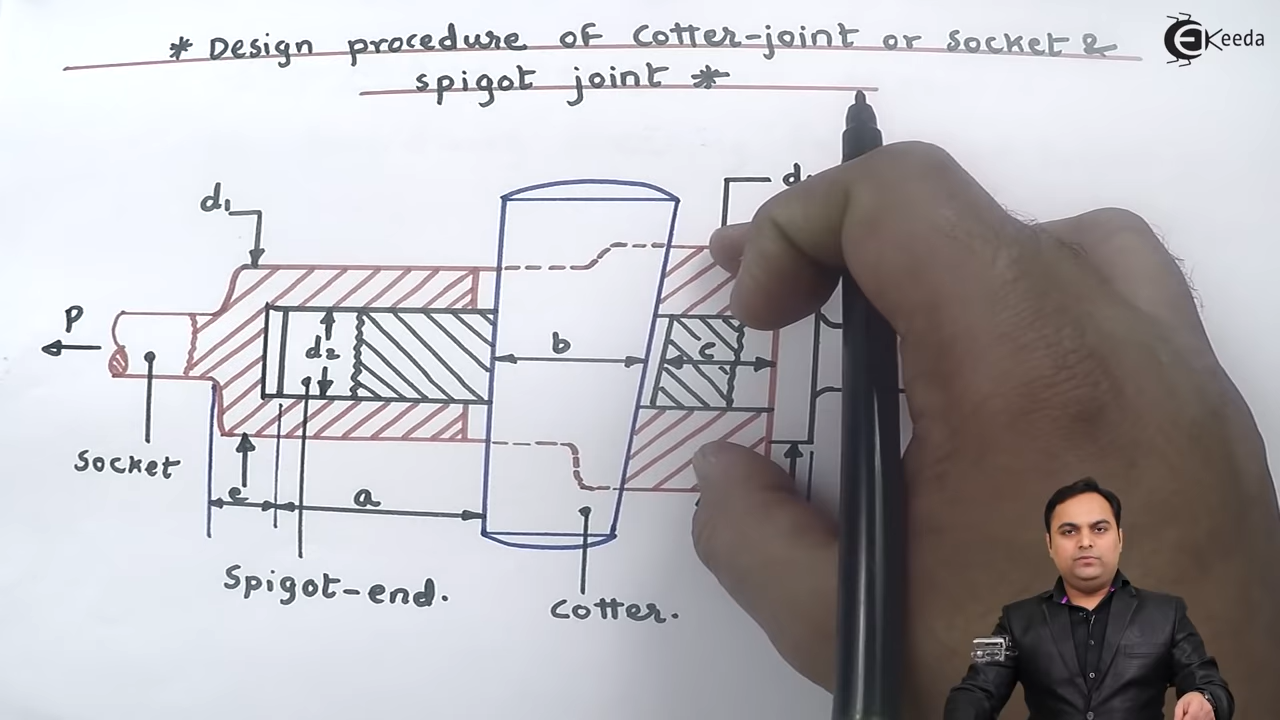 * Design procedure of Cotter-joint or Socket &
spigot joint *
EKeeda
d₁
P
d₂
b
c
Socket
e
a
Spigot-end.
Cotter.